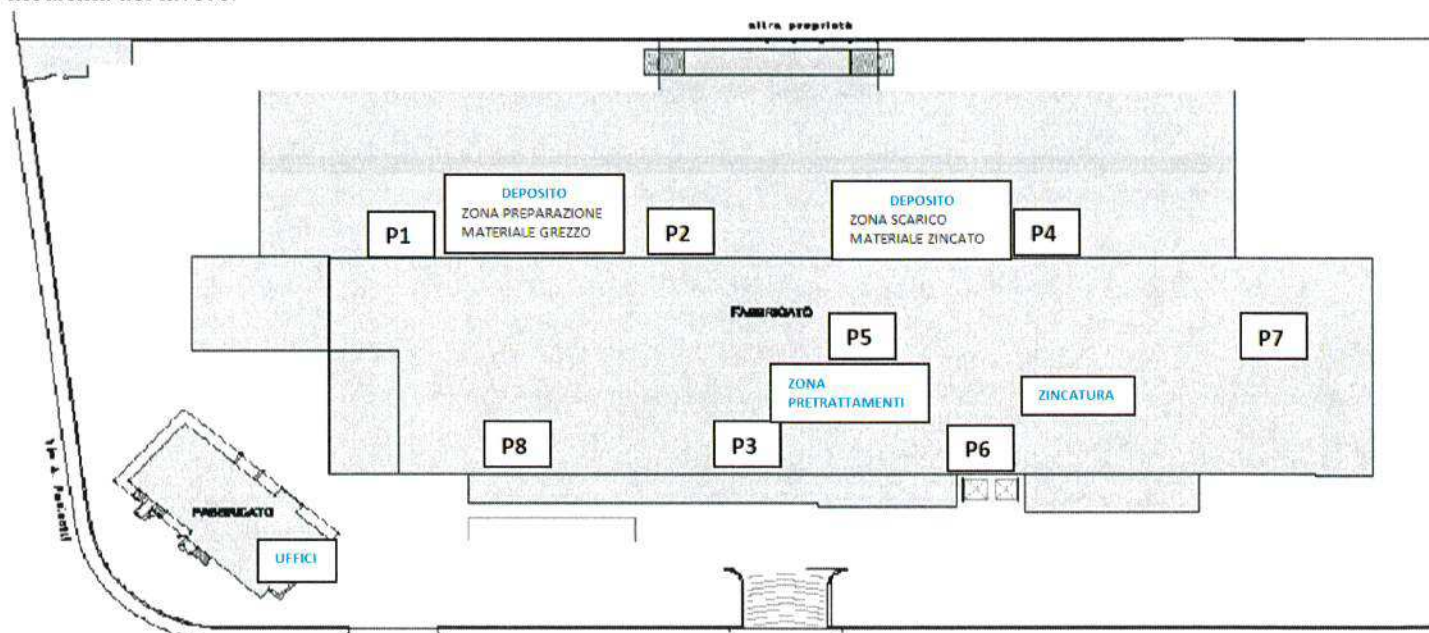 altra proprietà
DEPOSITO
ZONA PREPARAZIONE
MATERIALE GREZZO
DEPOSITO
ZONA SCARICO
MATERIALE ZINCATO
P1
P2
P4
FABBRICATO
P5
P7
ZONA
PRETRATTAMENTI
ZINCATURA
P8
P3
P6
FABBRICATO
UFFICI